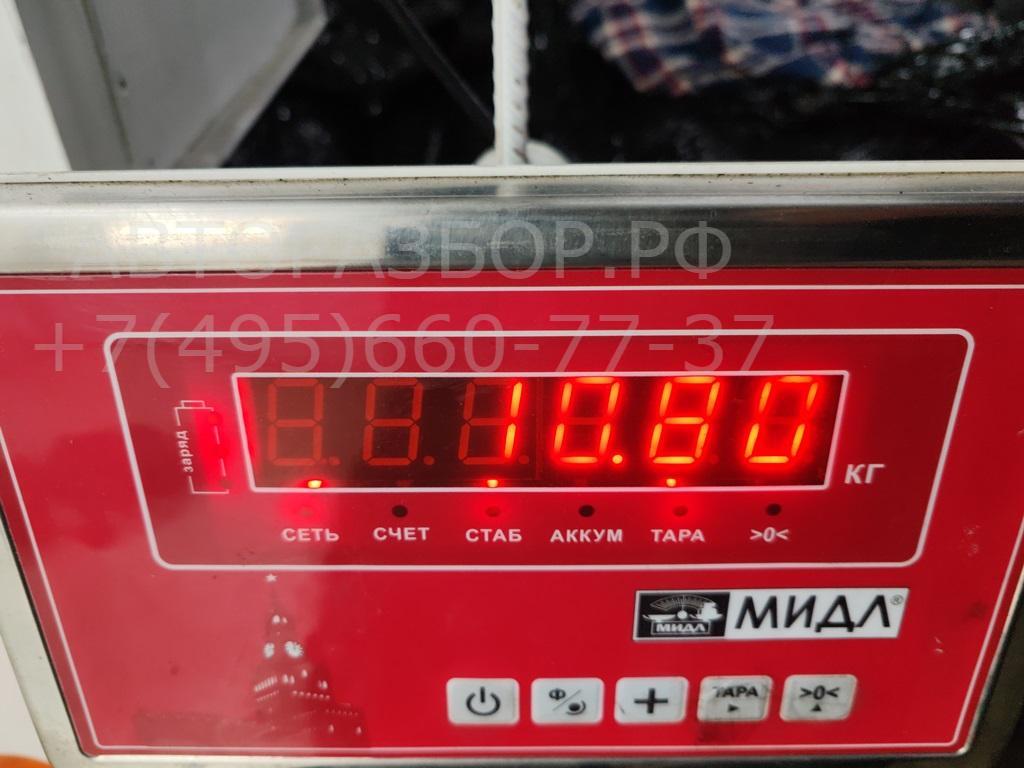 АВТОРАЗБОР.РФ
+7(495)660-77-37
заряд
10.80
кг
СЕТЬ СЧЕТ СТАБ АККУМ ТАРА >0<
МИДЛ МИДЛ®
Ф + ТАРА >0<